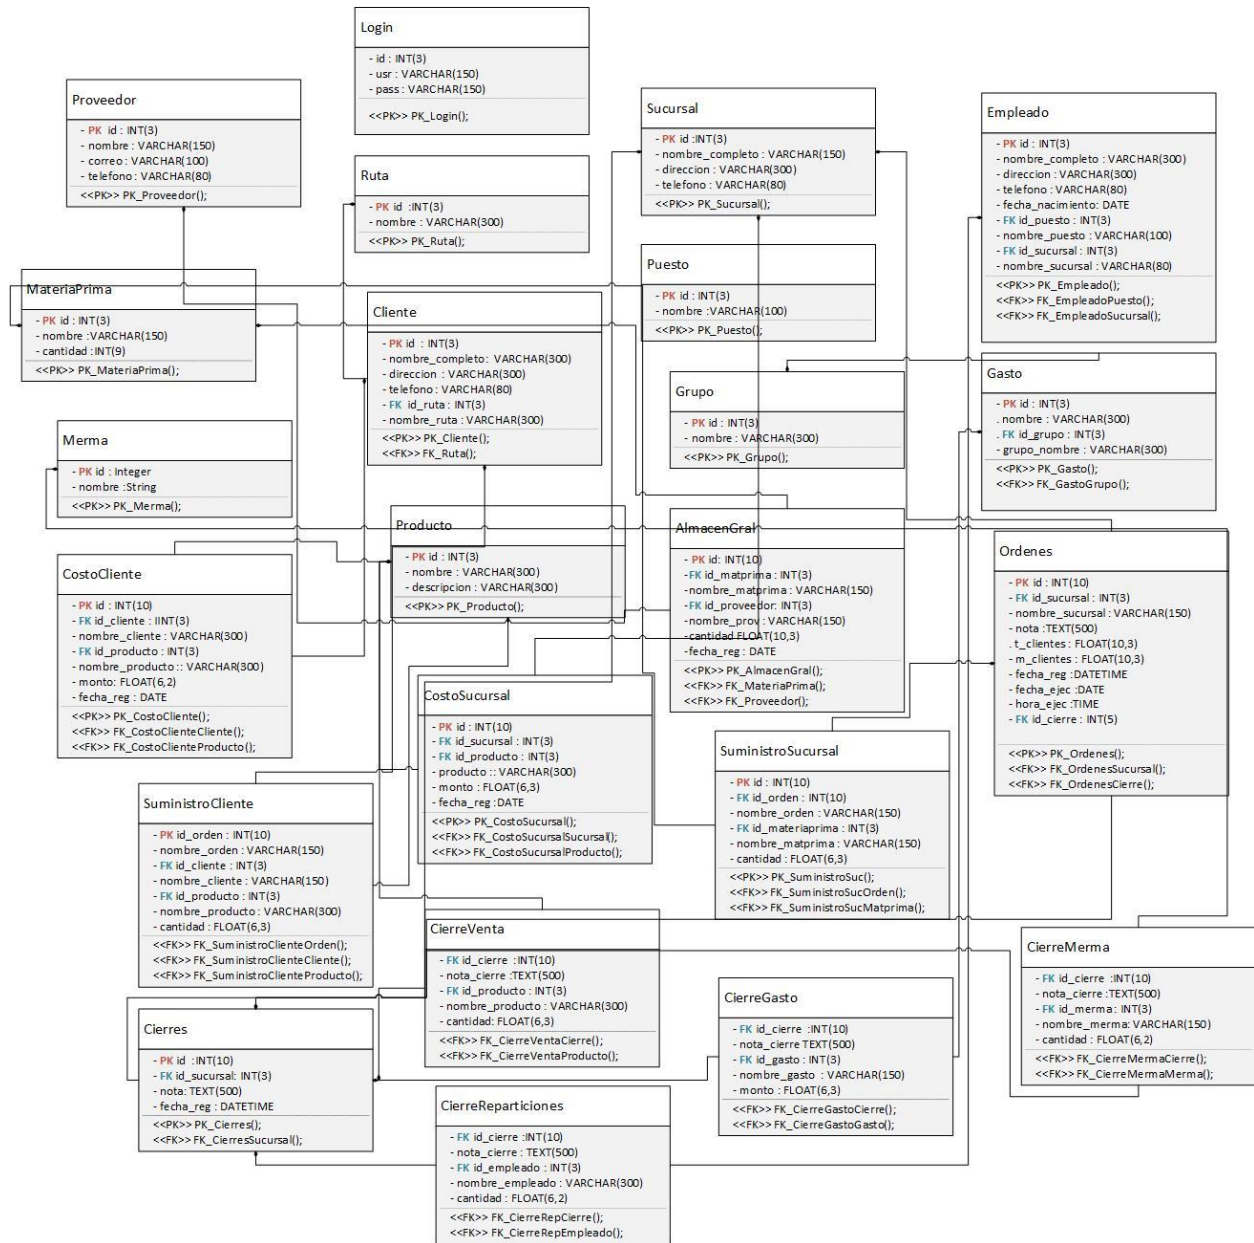 Login
- id : INT(3)
- usr : VARCHAR(150)
- pass : VARCHAR(150)
<<PK>> PK_Login();
Proveedor
- PK id : INT(3)
- nombre : VARCHAR(150)
- correo : VARCHAR(100)
- telefono : VARCHAR(80)
<<PK>> PK_Proveedor();
Sucursal
- PK id :INT(3)
- nombre_completo : VARCHAR(150)
- direccion : VARCHAR(300)
- telefono : VARCHAR(80)
<<PK>> PK_Sucursal();
Empleado
- PK id : INT(3)
- nombre_completo : VARCHAR(300)
- direccion : VARCHAR(300)
- telefono : VARCHAR(80)
- fecha_nacimiento: DATE
- FK id_puesto : INT(3)
- nombre_puesto : VARCHAR(100)
- FK id_sucursal : INT(3)
- nombre_sucursal : VARCHAR(80)
<<PK>> PK_Empleado();
<<FK>> FK_EmpleadoPuesto();
<<FK>> FK_EmpleadoSucursal();
Ruta
- PK id :INT(3)
- nombre : VARCHAR(300)
<<PK>> PK_Ruta();
MateriaPrima
- PK id : INT(3)
- nombre :VARCHAR(150)
- cantidad :INT(9)
<<PK>> PK_MateriaPrima();
Cliente
- PK id : INT(3)
- nombre_completo: VARCHAR(300)
- direccion : VARCHAR(300)
- telefono : VARCHAR(80)
- FK id_ruta : INT(3)
- nombre_ruta : VARCHAR(300)
<<PK>> PK_Cliente();
<<FK>> FK_Ruta();
Puesto
- PK id : INT(3)
- nombre :VARCHAR(100)
<<PK>> PK_Puesto();
Grupo
- PK id : INT(3)
- nombre : VARCHAR(300)
<<PK>> PK_Grupo();
Gasto
- PK id : INT(3)
. nombre : VARCHAR(300)
. FK id_grupo : INT(3)
- grupo_nombre : VARCHAR(300)
<<PK>> PK_Gasto();
<<FK>> FK_GastoGrupo();
Merma
- PK id : Integer
- nombre :String
<<PK>> PK_Merma();
Producto
- PK id : INT(3)
- nombre : VARCHAR(300)
- descripcion : VARCHAR(300)
<<PK>> PK_Producto();
AlmacenGral
- PK id: INT(10)
-FK id_matprima : INT(3)
-nombre_matprima : VARCHAR(150)
-FK id_proveedor: INT(3)
-nombre_prov : VARCHAR(150)
-cantidad FLOAT(10,3)
-fecha_reg : DATE
<<PK>> PK_AlmacenGral();
<<FK>> FK_MateriaPrima();
<<FK>> FK_Proveedor();
Ordenes
- PK id : INT(10)
- FK id_sucursal : INT(3)
- nombre_sucursal : VARCHAR(150)
- nota :TEXT(500)
. t_clientes : FLOAT(10,3)
- m_clientes : FLOAT(10,3)
- fecha_reg :DATETIME
- fecha_ejec :DATE
- hora_ejec :TIME
- FK id_cierre : INT(5)
<<PK>> PK_Ordenes();
<<FK>> FK_OrdenesSucursal();
<<FK>> FK_OrdenesCierre();
CostoCliente
- PK id : INT(10)
- FK id_cliente : IINT(3)
- nombre_cliente : VARCHAR(300)
- FK id_producto : INT(3)
- nombre_producto :: VARCHAR(300)
- monto: FLOAT(6,2)
- fecha_reg : DATE
<<PK>> PK_CostoCliente();
<<FK>> FK_CostoClienteCliente();
<<FK>> FK_CostoClienteProducto();
CostoSucursal
- PK id : INT(10)
- FK id_sucursal : INT(3)
- FK id_producto : INT(3)
- producto :: VARCHAR(300)
- monto : FLOAT(6,3)
- fecha_reg :DATE
<<PK>> PK_CostoSucursal();
<<FK>> FK_CostoSucursalSucursal();
<<FK>> FK_CostoSucursalProducto();
SuministroSucursal
- PK id : INT(10)
- FK id_orden : INT(10)
- nombre_orden : VARCHAR(150)
- FK id_materiaprima : INT(3)
- nombre_matprima : VARCHAR(150)
- cantidad : FLOAT(6,3)
<<PK>> PK_SuministroSuc();
<<FK>> FK_SuministroSucOrden();
<<FK>> FK_SuministroSucMatprima();
SuministroCliente
- PK id_orden : INT(10)
- nombre_orden : VARCHAR(150)
- FK id_cliente : INT(3)
- nombre_cliente : VARCHAR(150)
- FK id_producto : INT(3)
- nombre_producto: VARCHAR(300)
- cantidad : FLOAT(6,3)
<<FK>> FK_SuministroClienteOrden();
<<FK>> FK_SuministroClienteCliente();
<<FK>> FK_SuministroClienteProducto();
CierreVenta
- FK id_cierre :INT(10)
- nota_cierre :TEXT(500)
- FK id_producto : INT(3)
- nombre_producto : VARCHAR(300)
- cantidad: FLOAT(6,3)
<<FK>> FK_CierreVentaCierre();
<<FK>> FK_CierreVentaProducto();
CierreMerma
- FK id_cierre :INT(10)
- nota_cierre :TEXT(500)
- FK id_merma: INT(3)
- nombre_merma: VARCHAR(150)
- cantidad : FLOAT(6,2)
<<FK>> FK_CierreMermaCierre();
<<FK>> FK_CierreMermaMerma();
CierreGasto
- FK id_cierre :INT(10)
- nota_cierre TEXT(500)
- FK id_gasto : INT(3)
- nombre_gasto : VARCHAR(150)
- monto : FLOAT(6,3)
<<FK>> FK_CierreGastoCierre();
<<FK>> FK_CierreGastoGasto();
Cierres
- PK id :INT(10)
- FK id_sucursal: INT(3)
- nota: TEXT(500)
- fecha_reg : DATETIME
<<PK>> PK_Cierres();
<<FK>> FK_CierresSucursal();
CierreReparticiones
- FK id_cierre :INT(10)
- nota_cierre : TEXT(500)
- FK id_empleado : INT(3)
- nombre_empleado : VARCHAR(300)
- cantidad : FLOAT(6,2)
<<FK>> FK_CierreRepCierre();
<<FK>> FK_CierreRepEmpleado();